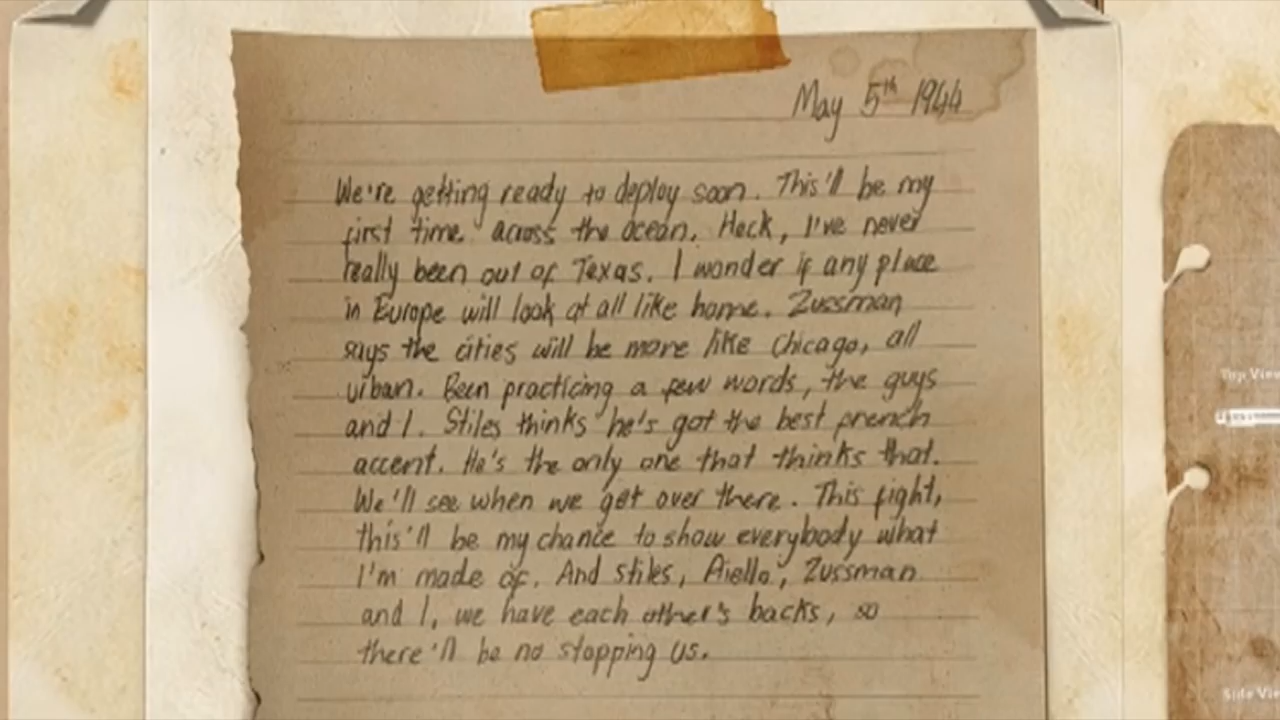 May 5th 1944
We're getting ready to deploy soon. This'll be my
first time across the ocean. Heck, I've never
really been out of Texas. I wonder if any place
in Europe will look at all like home. Zussman
says the cities will be more like Chicago, all
urban. Been practicing a few words, the guys
and I. Stiles thinks he's got the best french
accent. He's the only one that thinks that.
We'll see when we get over there. This fight,
this'll be my chance to show everybody what
I'm made of. And Stiles, Aiello, Zussman
and I, we have each other's backs, so
there'll be no stopping us.
Top View
Side Vie